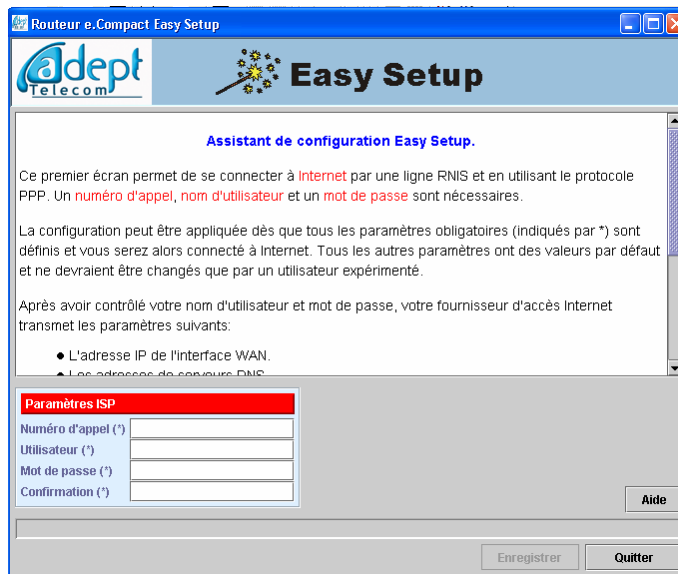 Routeur e.Compact Easy Setup
adept
Telecom
Easy Setup
Assistant de configuration Easy Setup.
Ce premier écran permet de se connecter à Internet par une ligne RNIS et en utilisant le protocole
PPP. Un numéro d'appel, nom d'utilisateur et un mot de passe sont nécessaires.
La configuration peut être appliquée dès que tous les paramètres obligatoires (indiqués par *) sont
définis et vous serez alors connecté à Internet. Tous les autres paramètres ont des valeurs par défaut
et ne devraient être changés que par un utilisateur expérimenté.
Après avoir contrôlé votre nom d'utilisateur et mot de passe, votre fournisseur d'accès Internet
transmet les paramètres suivants:
● L'adresse IP de l'interface WAN.
● Les adresses de serveurs DNS
Paramètres ISP
Numéro d'appel (*)
Utilisateur (*)
Mot de passe (*)
Confirmation (*)
Aide
Enregistrer
Quitter